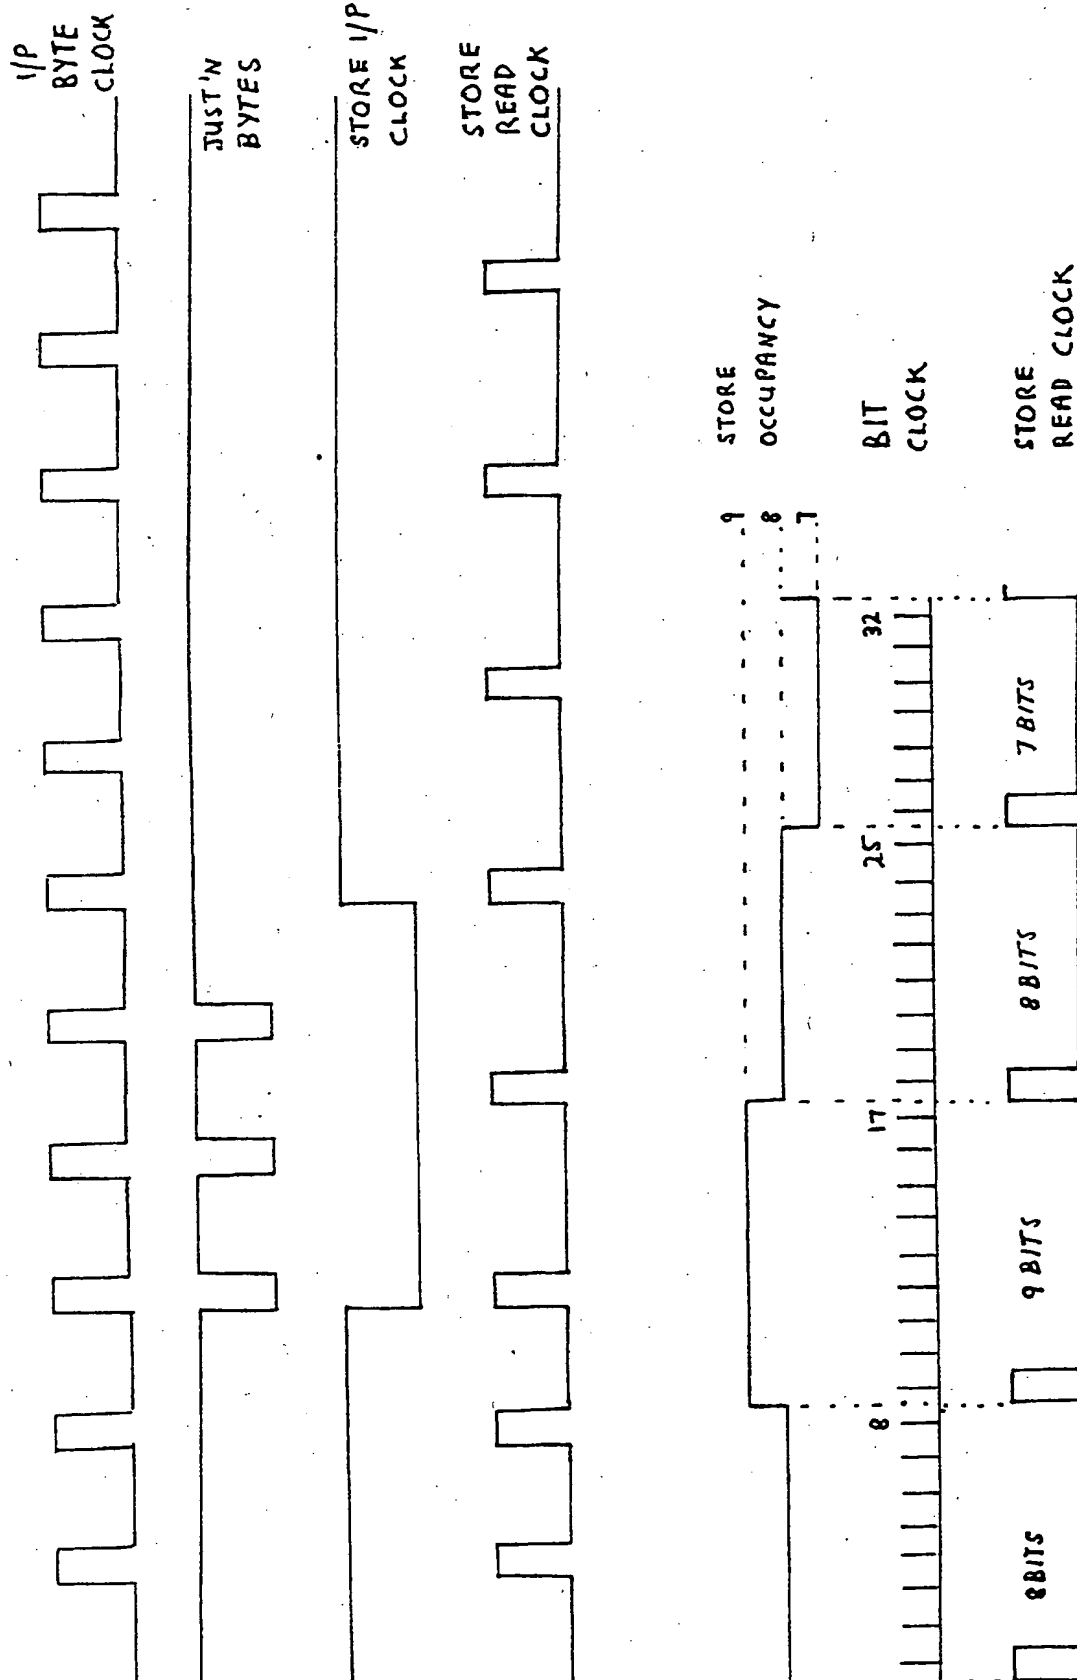 I/P
BYTE
CLOCK
JUST'N
BYTES
STORE I/P
CLOCK
STORE
READ
CLOCK
STORE
OCCUPANCY
9
8
7
BIT
CLOCK
8
17
25
32
STORE
READ CLOCK
8 BITS
9 BITS
8 BITS
7 BITS